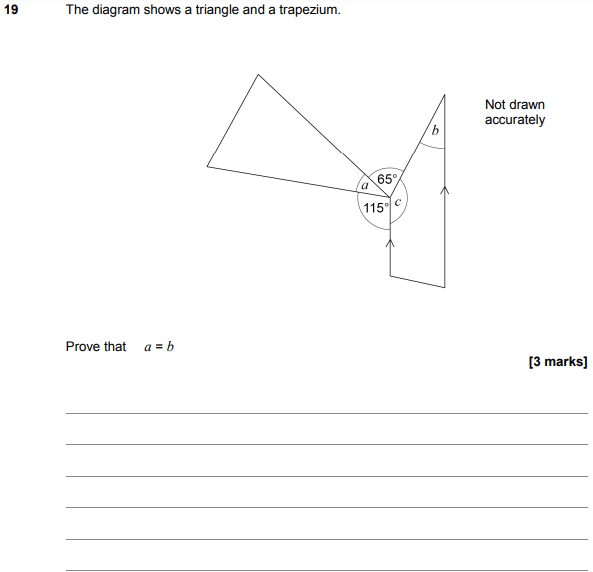 19 The diagram shows a triangle and a trapezium.
Not drawn
accurately
b
a
65°
115°
c
Prove that a = b
[3 marks]